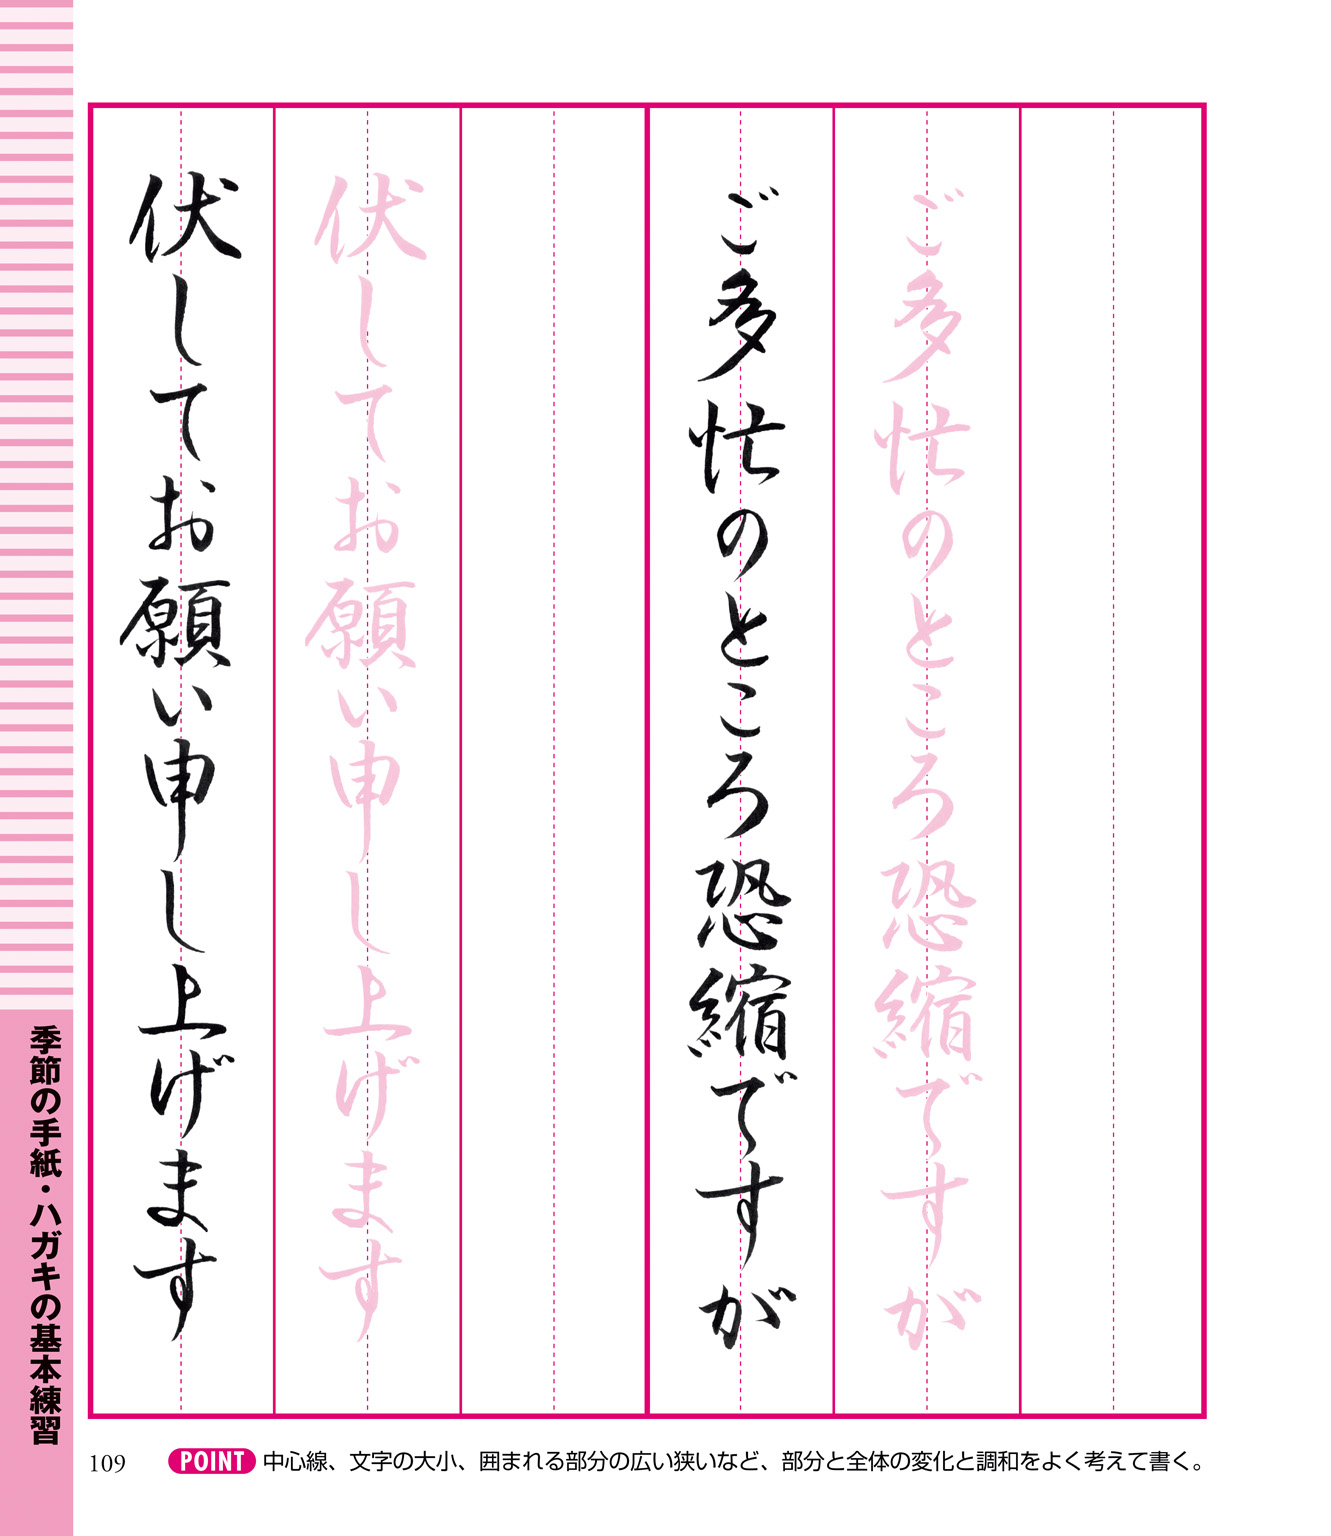 ご多忙のところ恐縮ですが
ご多忙のところ恐縮ですが
伏してお願い申し上げます
伏してお願い申し上げます
季節の手紙・ハガキの基本練習
109
POINT 中心線、文字の大小、囲まれる部分の広い狭いなど、部分と全体の変化と調和をよく考えて書く。